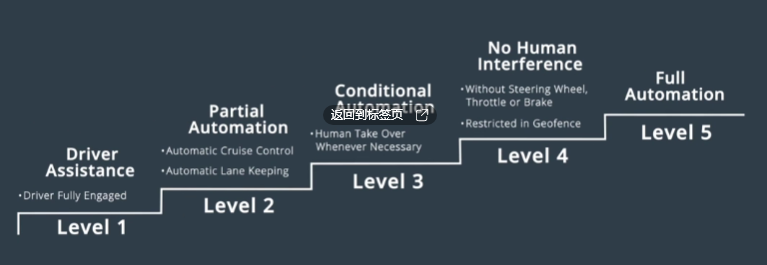 Driver
Assistance
•Driver Fully Engaged
Level 1
Partial
Automation
•Automatic Cruise Control
•Automatic Lane Keeping
Level 2
Conditional
Automation
返回到标签页
•Human Take Over
Whenever Necessary
Level 3
No Human
Interference
•Without Steering Wheel,
Throttle or Brake
•Restricted in Geofence
Level 4
Full
Automation
Level 5